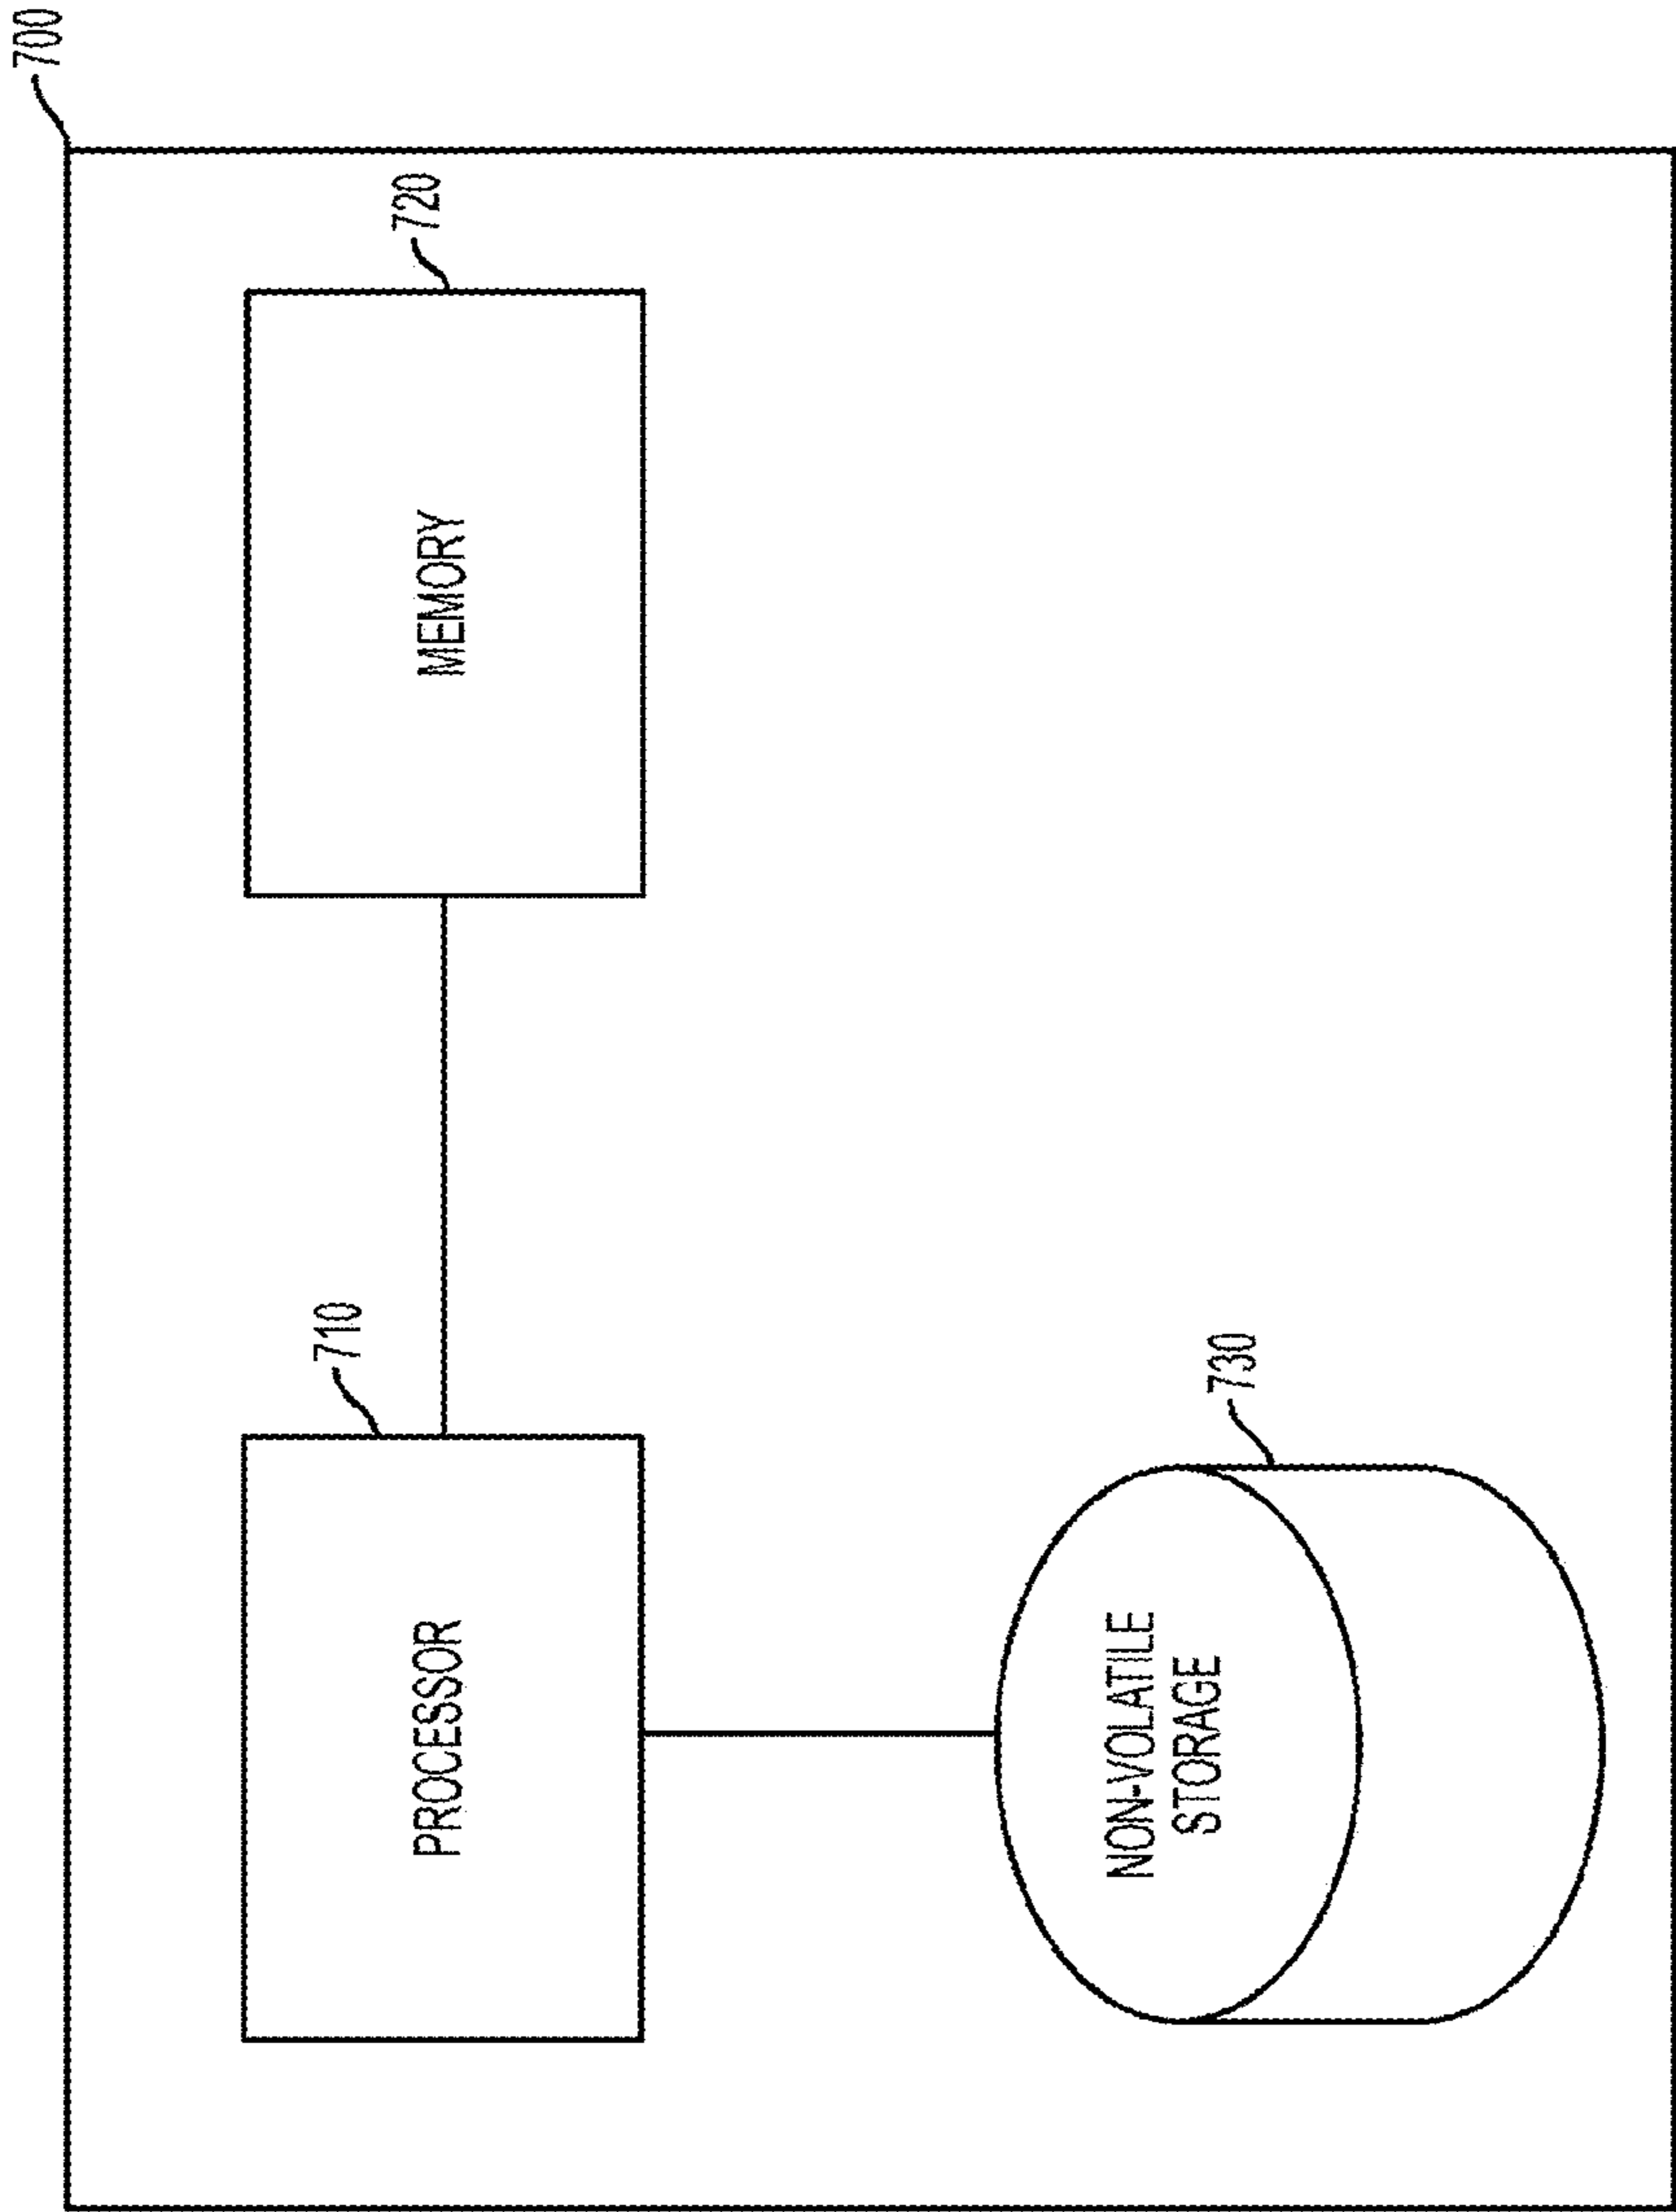 700
720
MEMORY
710
PROCESSOR
730
NON-VOLATILE
STORAGE